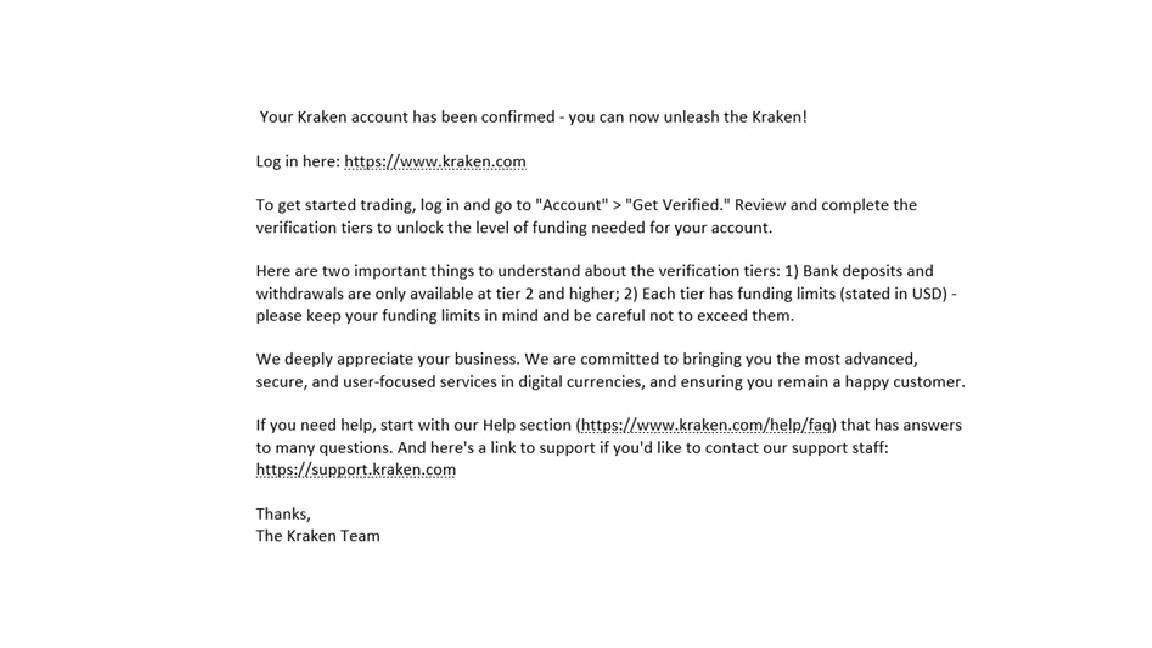 Your Kraken account has been confirmed - you can now unleash the Kraken!
Log in here: https://www.kraken.com
To get started trading, log in and go to "Account" > "Get Verified." Review and complete the
verification tiers to unlock the level of funding needed for your account.
Here are two important things to understand about the verification tiers: 1) Bank deposits and
withdrawals are only available at tier 2 and higher; 2) Each tier has funding limits (stated in USD) -
please keep your funding limits in mind and be careful not to exceed them.
We deeply appreciate your business. We are committed to bringing you the most advanced,
secure, and user-focused services in digital currencies, and ensuring you remain a happy customer.
If you need help, start with our Help section (https://www.kraken.com/help/faq) that has answers
to many questions. And here's a link to support if you'd like to contact our support staff:
https://support.kraken.com
Thanks,
The Kraken Team